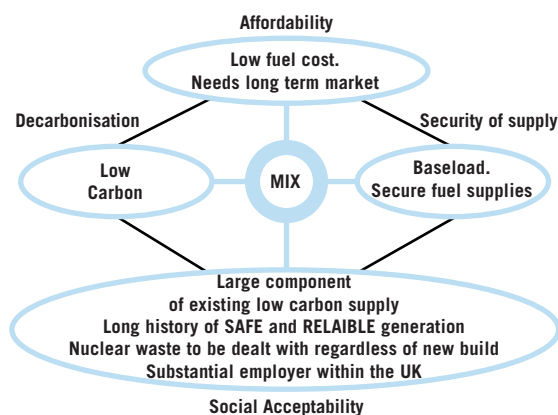 Affordability
Low fuel cost.
Needs long term market
Decarbonisation
Security of supply
Low
Carbon
MIX
Baseload.
Secure fuel supplies
Large component
of existing low carbon supply
Long history of SAFE and RELAIBLE generation
Nuclear waste to be dealt with regardless of new build
Substantial employer within the UK
Social Acceptability